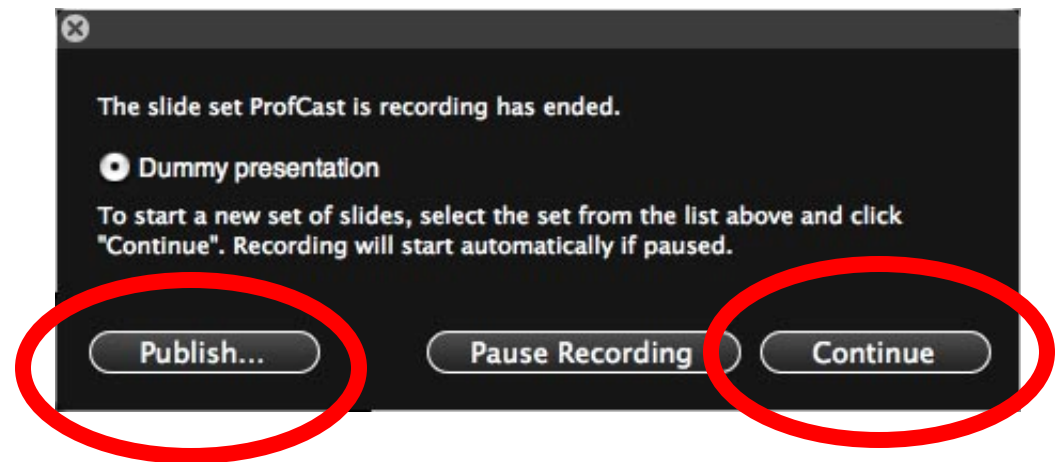 The slide set ProfCast is recording has ended.
Dummy presentation
To start a new set of slides, select the set from the list above and click
"Continue". Recording will start automatically if paused.
Publish... Pause Recording Continue